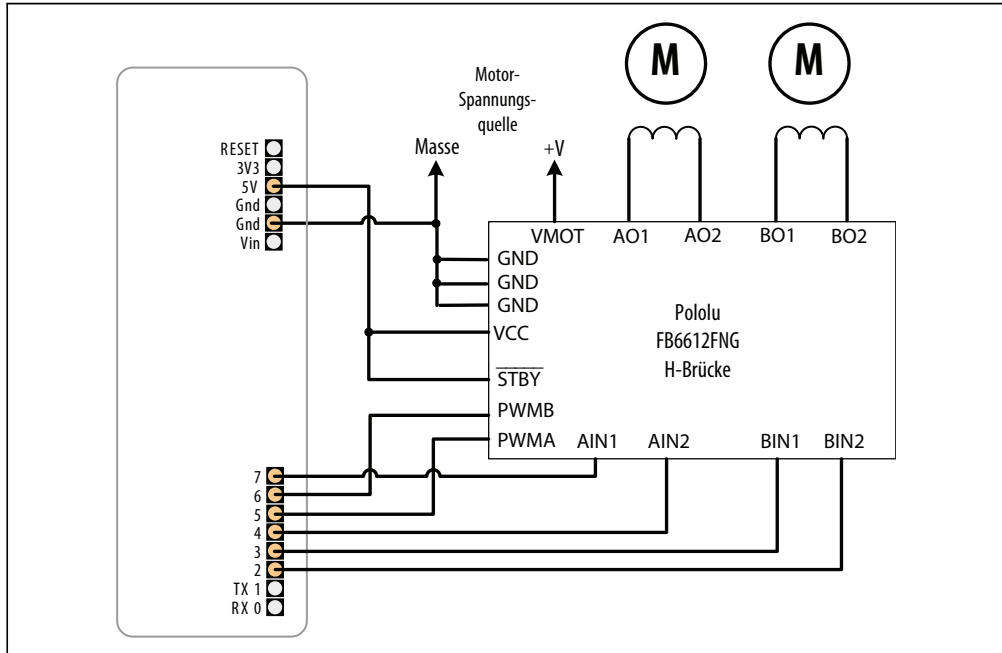 M
M
Motor-
Spannungs-
quelle
Masse
+V
RESET
3V3
5V
Gnd
Gnd
Vin
VMOT
AO1
AO2
BO1
BO2
GND
GND
GND
VCC
STBY
PWMB
PWMA
AIN1
AIN2
BIN1
BIN2
Pololu
FB6612FNG
H-Brücke
7
6
5
4
3
2
TX 1
RX 0